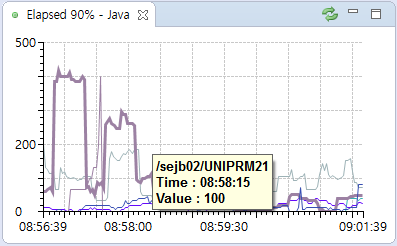 Elapsed 90% - Java
500
200
0
/sejb02/UNIPRM21
Time : 08:58:15
Value : 100
08:56:39 08:58:00 08:59:30 09:01:39